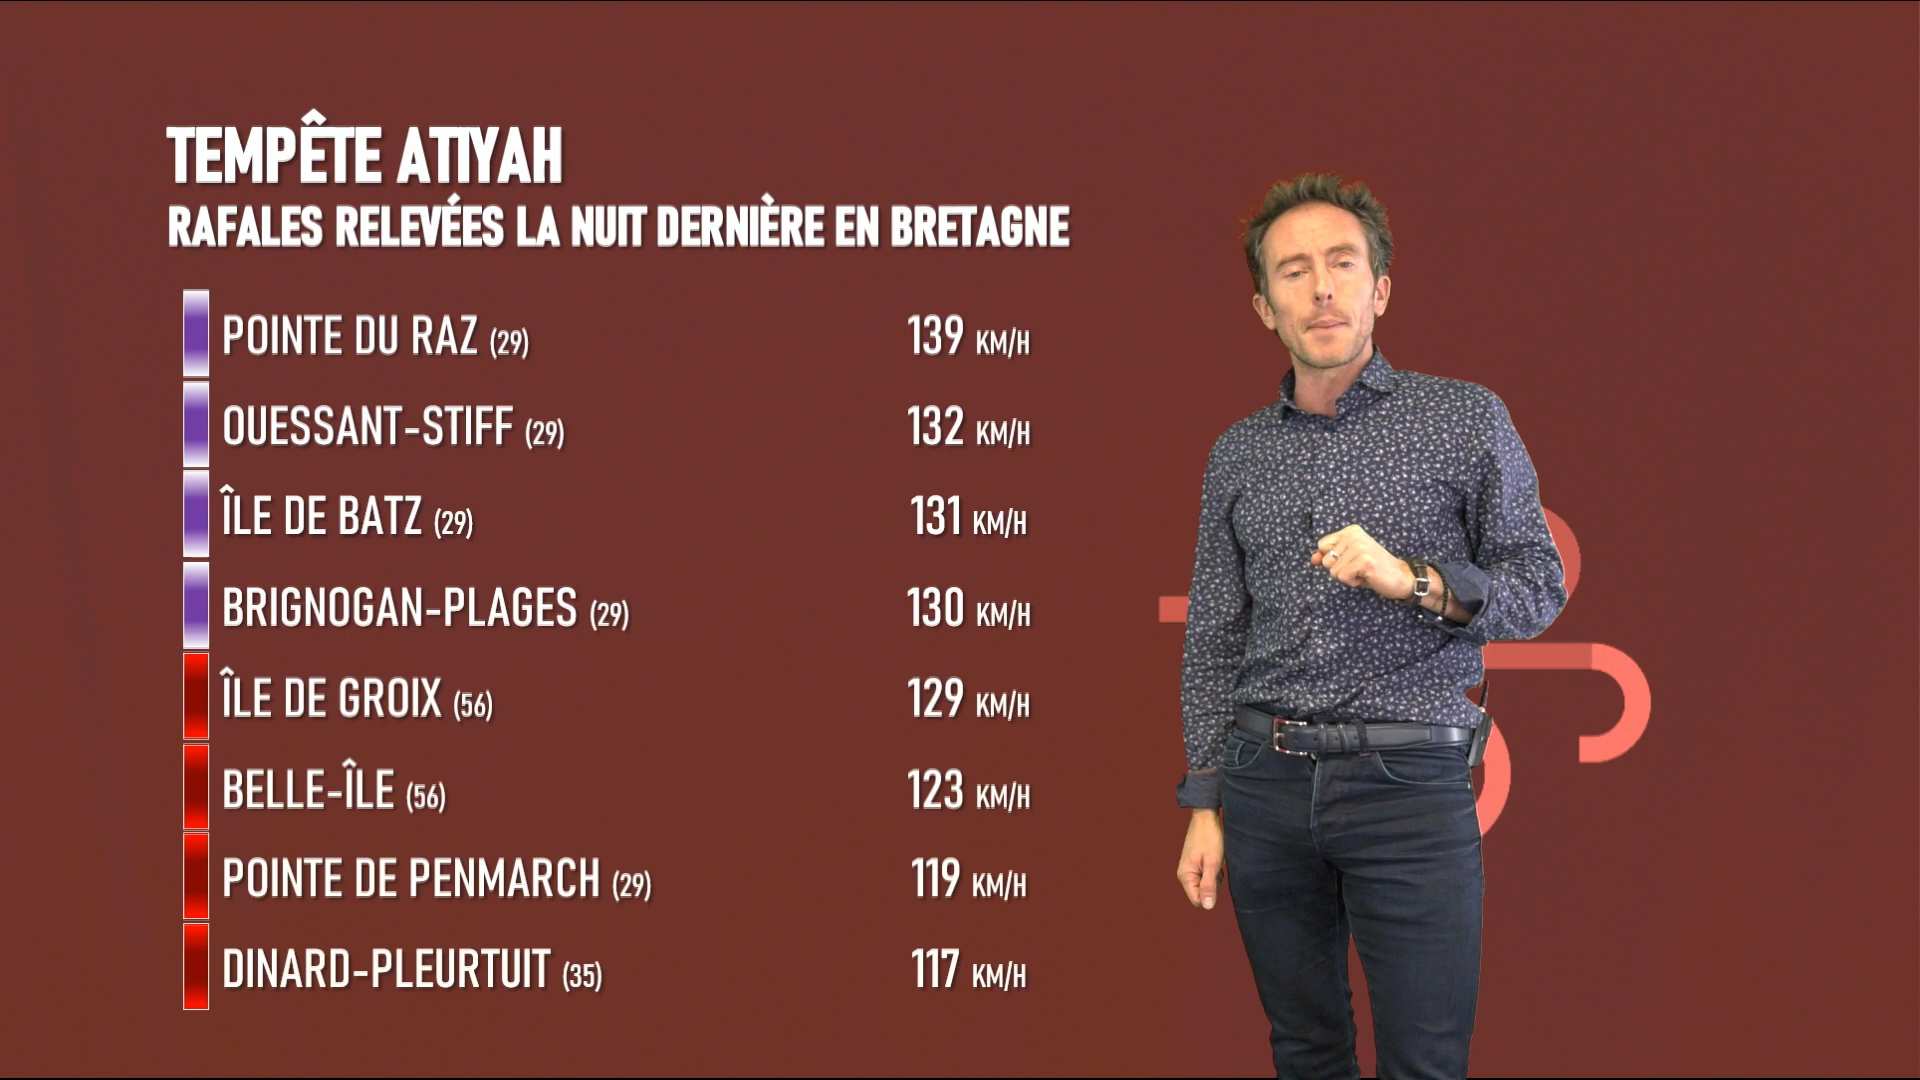 TEMPÊTE ATIYAH
RAFALES RELEVÉES LA NUIT DERNIÈRE EN BRETAGNE
POINTE DU RAZ (29) 139 KM/H
OUESSANT-STIFF (29) 132 KM/H
ÎLE DE BATZ (29) 131 KM/H
BRIGNOGAN-PLAGES (29) 130 KM/H
ÎLE DE GROIX (56) 129 KM/H
BELLE-ÎLE (56) 123 KM/H
POINTE DE PENMARCH (29) 119 KM/H
DINARD-PLEURTUIT (35) 117 KM/H